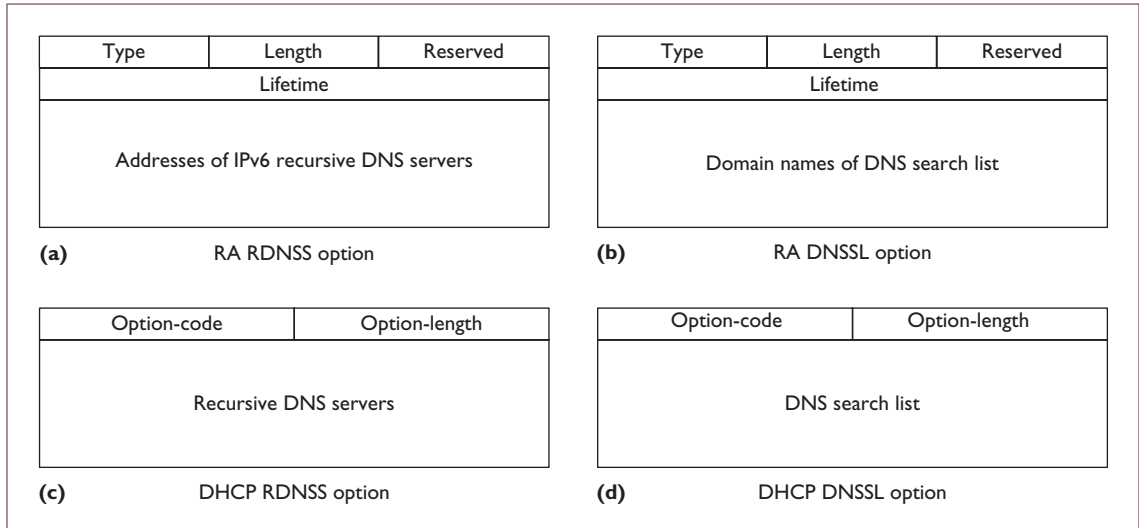 Type Length Reserved
Lifetime
Addresses of IPv6 recursive DNS servers
(a) RA RDNSS option
Type Length Reserved
Lifetime
Domain names of DNS search list
(b) RA DNSSL option
Option-code Option-length
Recursive DNS servers
(c) DHCP RDNSS option
Option-code Option-length
DNS search list
(d) DHCP DNSSL option